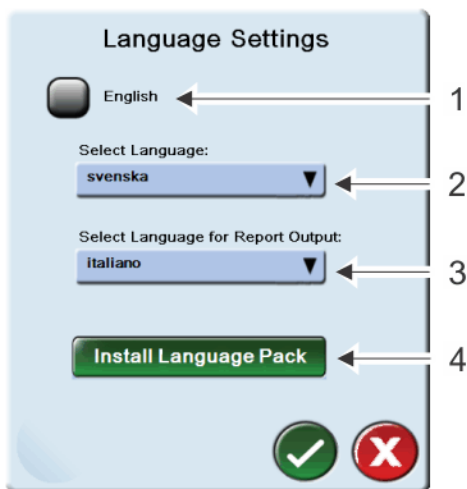 Language Settings
English
1
Select Language:
svenska
2
Select Language for Report Output:
italiano
3
Install Language Pack
4